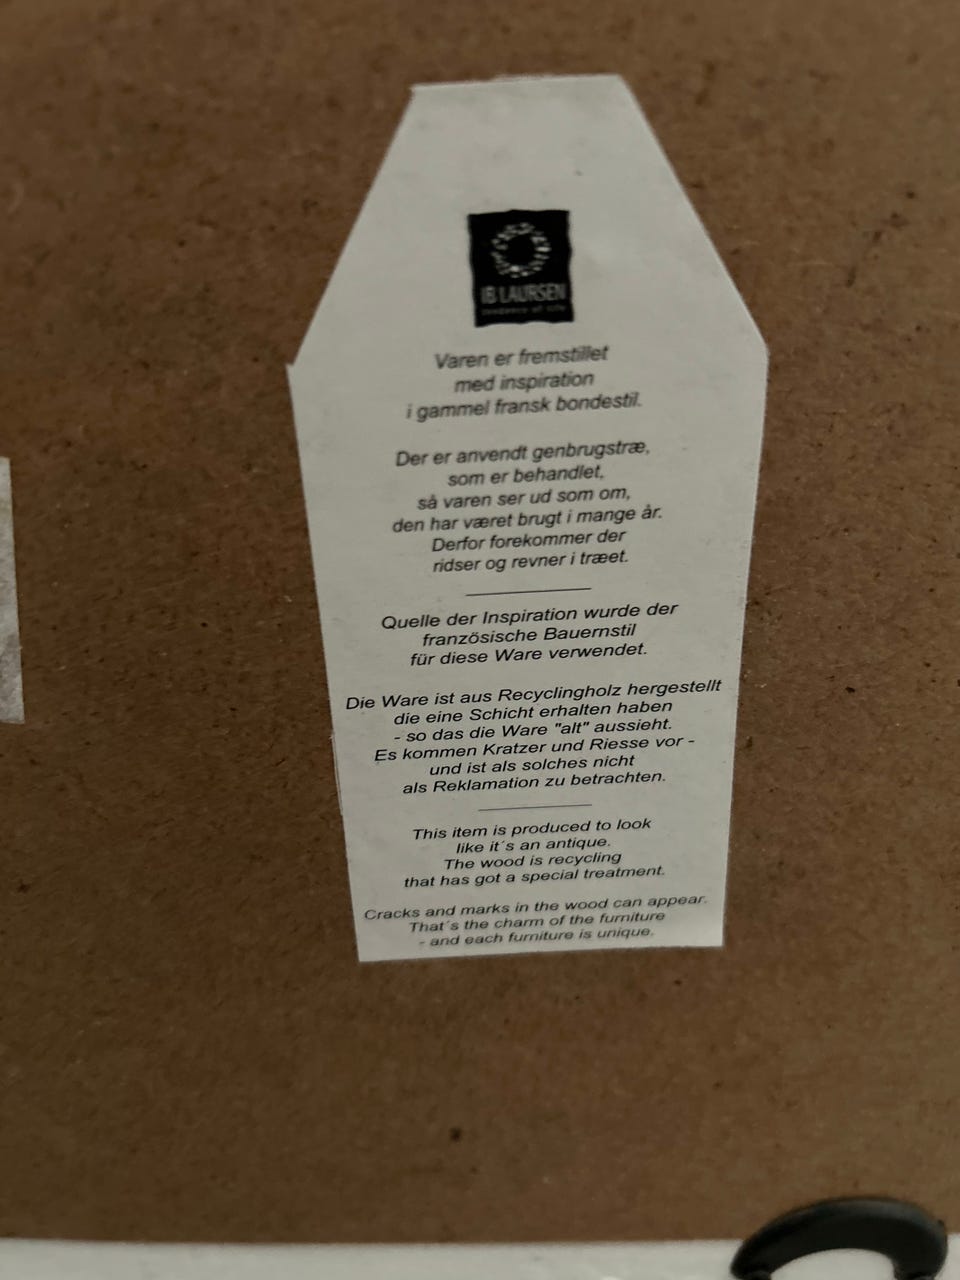 IB LAURSEN
Varen er fremstillet
med inspiration
i gammel fransk bondestil.
Der er anvendt genbrugstræ,
som er behandlet,
så varen ser ud som om,
den har været brugt i mange år.
Derfor forekommer der
ridser og revner i træet.
Quelle der Inspiration wurde der
französische Bauernstil
für diese Ware verwendet.
Die Ware ist aus Recyclingholz hergestellt
die eine Schicht erhalten haben
- so das die Ware "alt" aussieht.
Es kommen Kratzer und Riesse vor -
und ist als solches nicht
als Reklamation zu betrachten.
This item is produced to look
like it´s an antique.
The wood is recycling
that has got a special treatment.
Cracks and marks in the wood can appear.
That´s the charm of the furniture
- and each furniture is unique.